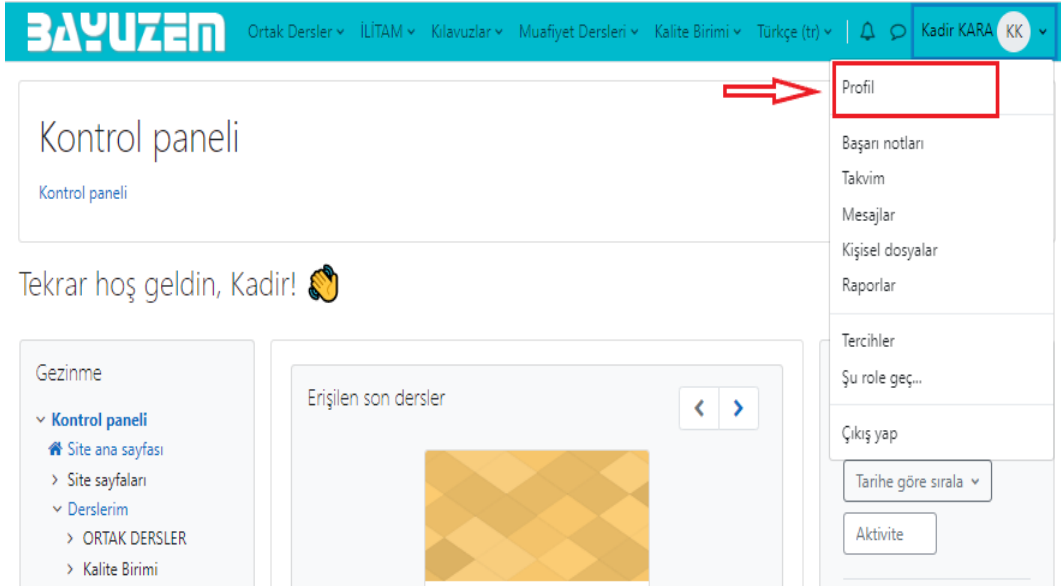 BAYUZEM
Ortak Dersler
İLİTAM
Kılavuzlar
Muafiyet Dersleri
Kalite Birimi
Türkçe (tr)
Kadir KARA
KK
Profil
Başarı notları
Takvim
Mesajlar
Kişisel dosyalar
Raporlar
Tercihler
Şu role geç...
Çıkış yap
Kontrol paneli
Kontrol paneli
Tekrar hoş geldin, Kadir!
Gezinme
Kontrol paneli
Site ana sayfası
Site sayfaları
Derslerim
ORTAK DERSLER
Kalite Birimi
Erişilen son dersler
Tarihe göre sırala
Aktivite